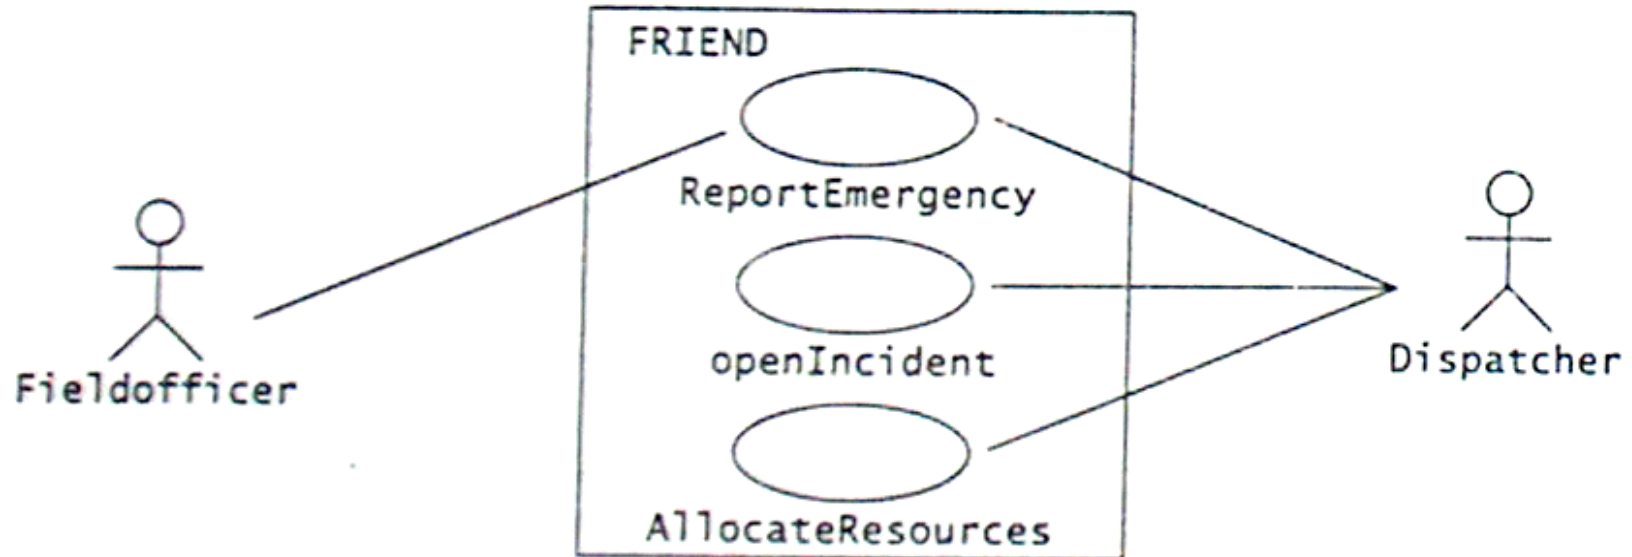 FRIEND
ReportEmergency
openIncident
AllocateResources
Fieldofficer
Dispatcher